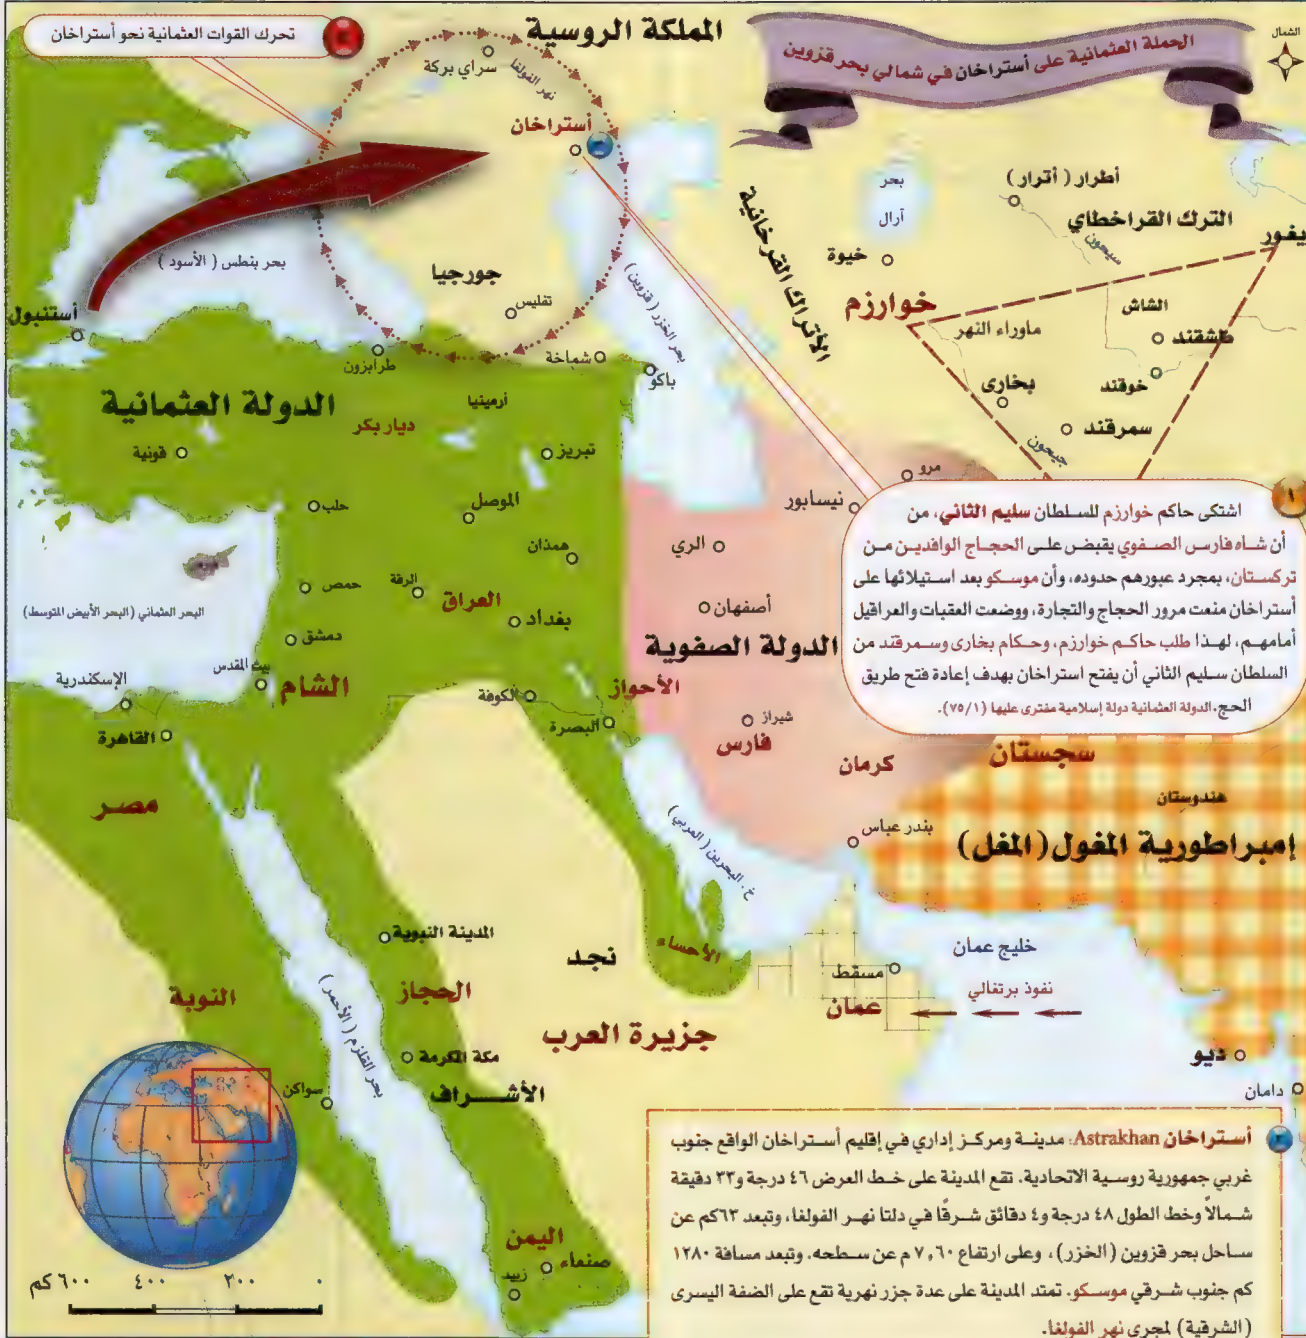 الحملة العثمانية على أستراخان في شمالي بحر قزوين
الشمال
٣
تحرك القوات العثمانية نحو أستراخان
المملكة الروسية
سراي بركة
نهر الفولغا
أستراخان
بحر بنطس (الأسود)
أستنبول
جورجيا
تفليس
طرابزون
شماخة
باكو
بحر الخزر (قزوين)
الأتراك القرخانية
بحر
آرال
خيوة
خوارزم
أطرار (أترار)
الترك القراخطاي
سيحون
يغور
الشاش
طشقند
خوقند
ماوراء النهر
بخارى
سمرقند
جيحون
مرو
نيسابور
الدولة العثمانية
قونية
ديار بكر
أرمينيا
تبريز
حلب
الموصل
همذان
الري
حمص
الرقة
العراق
بغداد
أصفهان
البحر العثماني (البحر الأبيض المتوسط)
دمشق
بيت المقدس
الشام
الدولة الصفوية
الإسكندرية
القاهرة
الكوفة
البصرة
الأحواز
شيراز
فارس
كرمان
سجستان
مصر
١
اشتكى حاكم خوارزم للسلطان سليم الثاني، من
أن شاه فارس الصفوي يقبض على الحجاج الوافدين من
تركستان، بمجرد عبورهم حدوده، وأن موسكو بعد استيلائها على
أستراخان منعت مرور الحجاج والتجارة، ووضعت العقبات والعراقيل
أمامهم، لهذا طلب حاكم خوارزم، وحكام بخارى وسمرقند من
السلطان سليم الثاني أن يفتح استراخان بهدف إعادة فتح طريق
الحج. الدولة العثمانية دولة إسلامية مفترى عليها (٧٥/١).
هندوستان
إمبراطورية المغول (المغل)
بندر عباس
خ. البحرين (العربي)
الأحساء
نجد
جزيرة العرب
خليج عمان
مسقط
عمان
نفوذ برتغالي
ديو
دامان
المدينة النبوية
الحجاز
النوبة
بحر القلزم (الأحمر)
مكة المكرمة
الأشراف
سواكن
اليمن
صنعاء
زبيد
٠ ٢٠٠ ٤٠٠ ٦٠٠ كم
٢
أستراخان Astrakhan: مدينة ومركز إداري في إقليم أستراخان الواقع جنوب
غربي جمهورية روسية الاتحادية. تقع المدينة على خط العرض ٤٦ درجة و٣٣ دقيقة
شمالاً وخط الطول ٤٨ درجة و٤ دقائق شرقًا في دلتا نهر الفولغا، وتبعد ٦٣كم عن
ساحل بحر قزوين (الخزر)، وعلى ارتفاع ٧,٦٠ م عن سطحه. وتبعد مسافة ١٢٨٠
كم جنوب شرقي موسكو. تمتد المدينة على عدة جزر نهرية تقع على الضفة اليسرى
(الشرقية) لمجرى نهر الفولغا.